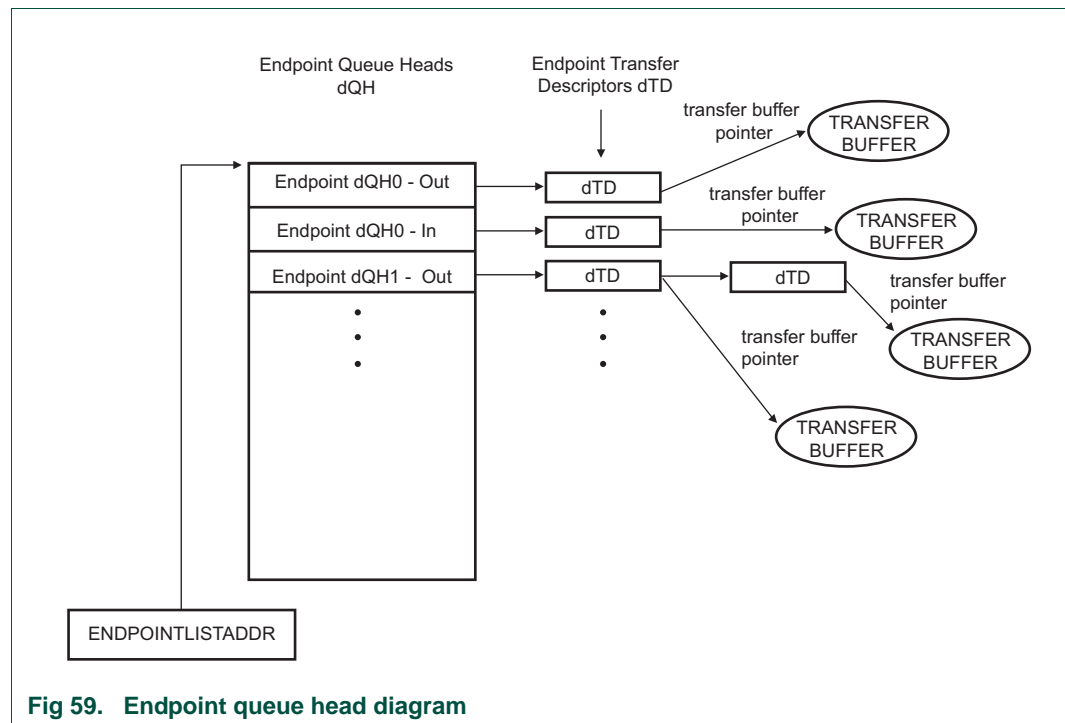 Endpoint Queue Heads
dQH
Endpoint Transfer
Descriptors dTD
transfer buffer
pointer
TRANSFER
BUFFER
Endpoint dQH0 - Out
dTD
transfer buffer
pointer
TRANSFER
BUFFER
Endpoint dQH0 - In
dTD
Endpoint dQH1 - Out
dTD
dTD
transfer buffer
pointer
TRANSFER
BUFFER
transfer buffer
pointer
TRANSFER
BUFFER
ENDPOINTLISTADDR
Fig 59. Endpoint queue head diagram